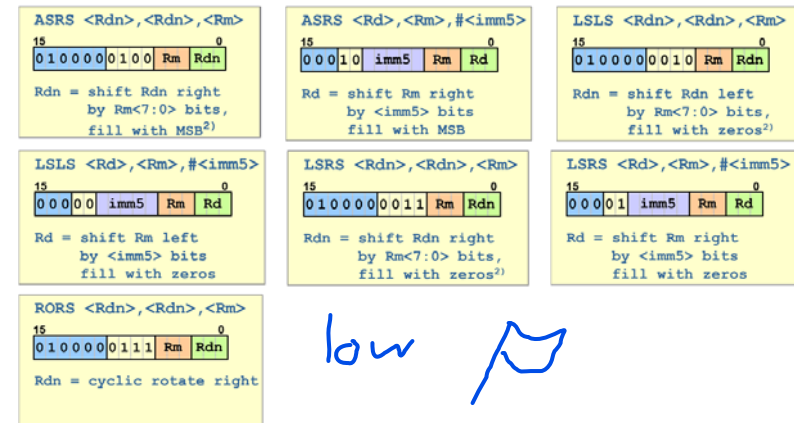 ASRS <Rdn>,<Rdn>,<Rm>
15 0
0 1 0 0 0 0 0 1 0 0 Rm Rdn
Rdn = shift Rdn right
by Rm<7:0> bits,
fill with MSB2)
ASRS <Rd>,<Rm>,#<imm5>
15 0
0 0 0 1 0 imm5 Rm Rd
Rd = shift Rm right
by <imm5> bits
fill with MSB
LSLS <Rdn>,<Rdn>,<Rm>
15 0
0 1 0 0 0 0 0 0 1 0 Rm Rdn
Rdn = shift Rdn left
by Rm<7:0> bits,
fill with zeros2)
LSLS <Rd>,<Rm>,#<imm5>
15 0
0 0 0 0 0 imm5 Rm Rd
Rd = shift Rm left
by <imm5> bits
fill with zeros
LSRS <Rdn>,<Rdn>,<Rm>
15 0
0 1 0 0 0 0 0 0 1 1 Rm Rdn
Rdn = shift Rdn right
by Rm<7:0> bits,
fill with zeros2)
LSRS <Rd>,<Rm>,#<imm5>
15 0
0 0 0 0 1 imm5 Rm Rd
Rd = shift Rm right
by <imm5> bits
fill with zeros
RORS <Rdn>,<Rdn>,<Rm>
15 0
0 1 0 0 0 0 0 1 1 1 Rm Rdn
Rdn = cyclic rotate right
low